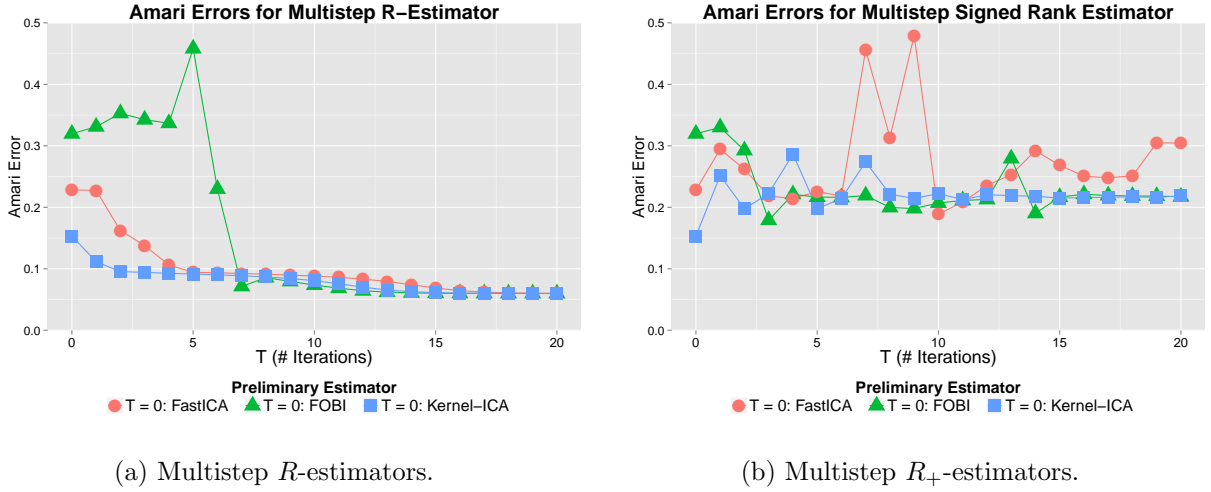 Amari Errors for Multistep R−Estimator
0.5
0.4
0.3
0.2
0.1
0.0
Amari Error
0 5 10 15 20
T (# Iterations)
Preliminary Estimator
T = 0: FastICA T = 0: FOBI T = 0: Kernel−ICA
(a) Multistep R-estimators.
Amari Errors for Multistep Signed Rank Estimator
0.5
0.4
0.3
0.2
0.1
0.0
Amari Error
0 5 10 15 20
T (# Iterations)
Preliminary Estimator
T = 0: FastICA T = 0: FOBI T = 0: Kernel−ICA
(b) Multistep R+-estimators.